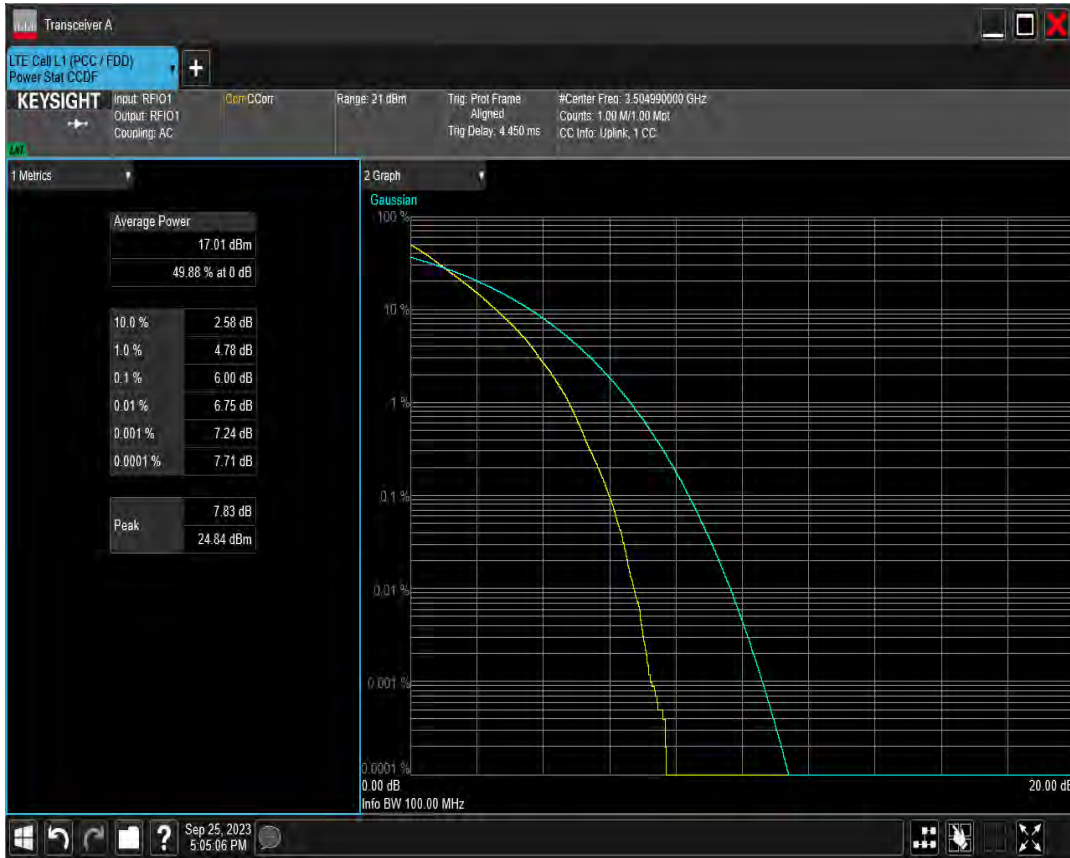 Transceiver A
LTE Cell L1 (PCC / FDD)
Power Stat CCDF
+
KEYSIGHT
Input: RFIO1
Output: RFIO1
Coupling: AC
Corr CCorr
Range: 21 dBm
Trig: Prot Frame
Aligned
Trig Delay: 4.450 ms
#Center Freq: 3.504990000 GHz
Counts: 1.00 M/1.00 Mpt
CC Info: Uplink, 1 CC
1 Metrics
Average Power
17.01 dBm
49.88 % at 0 dB
10.0 % 2.58 dB
1.0 % 4.78 dB
0.1 % 6.00 dB
0.01 % 6.75 dB
0.001 % 7.24 dB
0.0001 % 7.71 dB
Peak
7.83 dB
24.84 dBm
2 Graph
Gaussian
100 %
10 %
1 %
0.1 %
0.01 %
0.001 %
0.0001 %
0.00 dB
20.00 dB
Info BW 100.00 MHz
?
Sep 25, 2023
5:05:06 PM